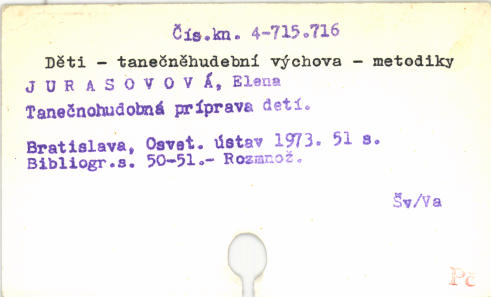 Čís.kn. 4-715.716
Děti - tanečněhudební výchova - metodiky
J U R A S O V O V Á, Elena
Tanečnohudobná príprava detí.
Bratislava, Osvet. ústav 1973. 51 s.
Bibliogr.s. 50-51.- Rozmnož.
Šv/Va
Pč